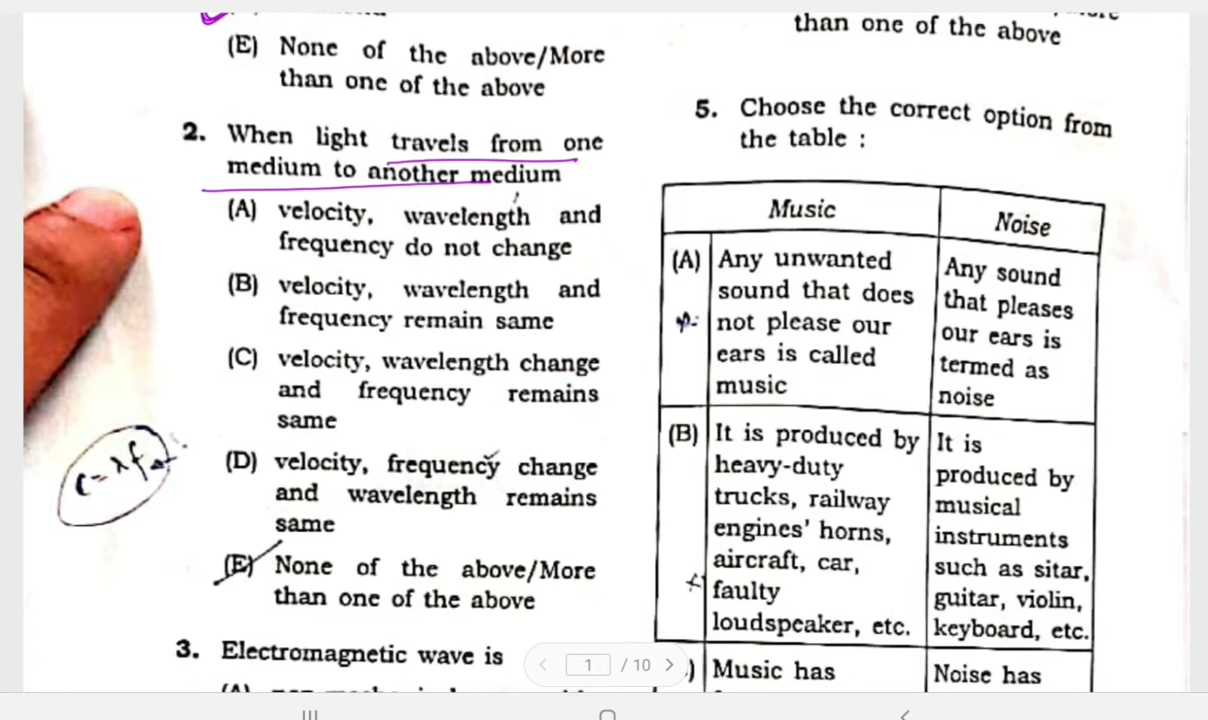 (E) None of the above/More
than one of the above
2. When light travels from one
medium to another medium
(A) velocity, wavelength and
frequency do not change
(B) velocity, wavelength and
frequency remain same
(C) velocity, wavelength change
and frequency remains
same
(D) velocity, frequency change
and wavelength remains
same
(E) None of the above/More
than one of the above
3. Electromagnetic wave is
c=λf
than one of the above
5. Choose the correct option from
the table :
Music
Noise
(A) Any unwanted
sound that does
not please our
ears is called
music
Any sound
that pleases
our ears is
termed as
noise
(B) It is produced by
heavy-duty
trucks, railway
engines' horns,
aircraft, car,
faulty
loudspeaker, etc.
It is
produced by
musical
instruments
such as sitar,
guitar, violin,
keyboard, etc.
Music has
Noise has
1 / 10